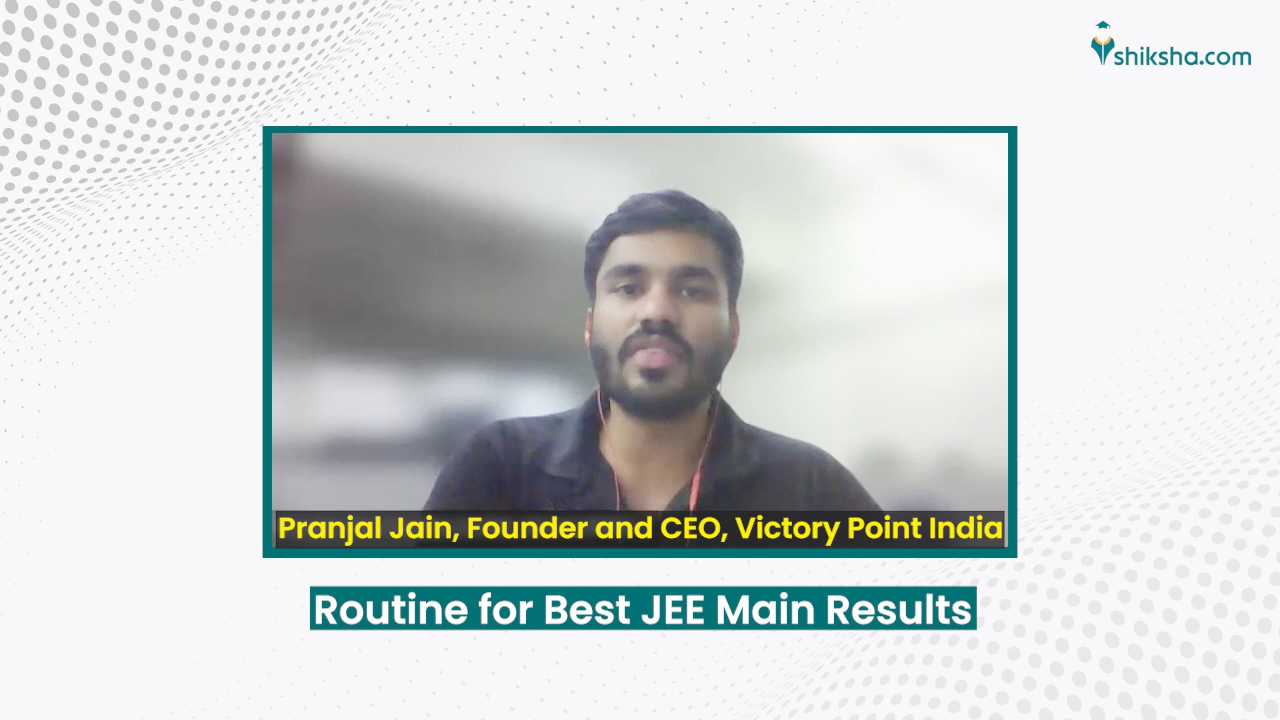 shiksha.com
Pranjal Jain, Founder and CEO, Victory Point India
Routine for Best JEE Main Results